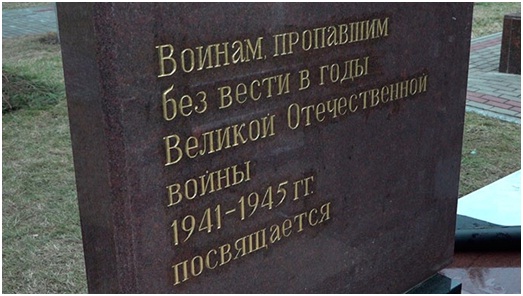 Воинам, пропавшим
без вести в годы
Великой Отечественной
войны
1941-1945 гг.
посвящается